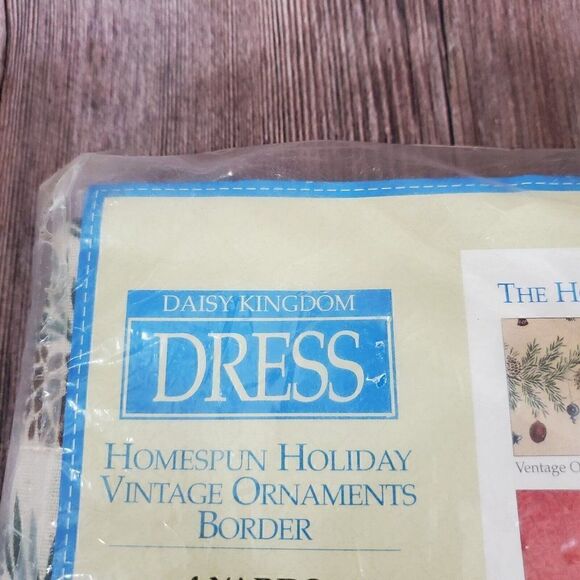 DAISY KINGDOM
DRESS
HOMESPUN HOLIDAY
VINTAGE ORNAMENTS
BORDER
THE
Ventage